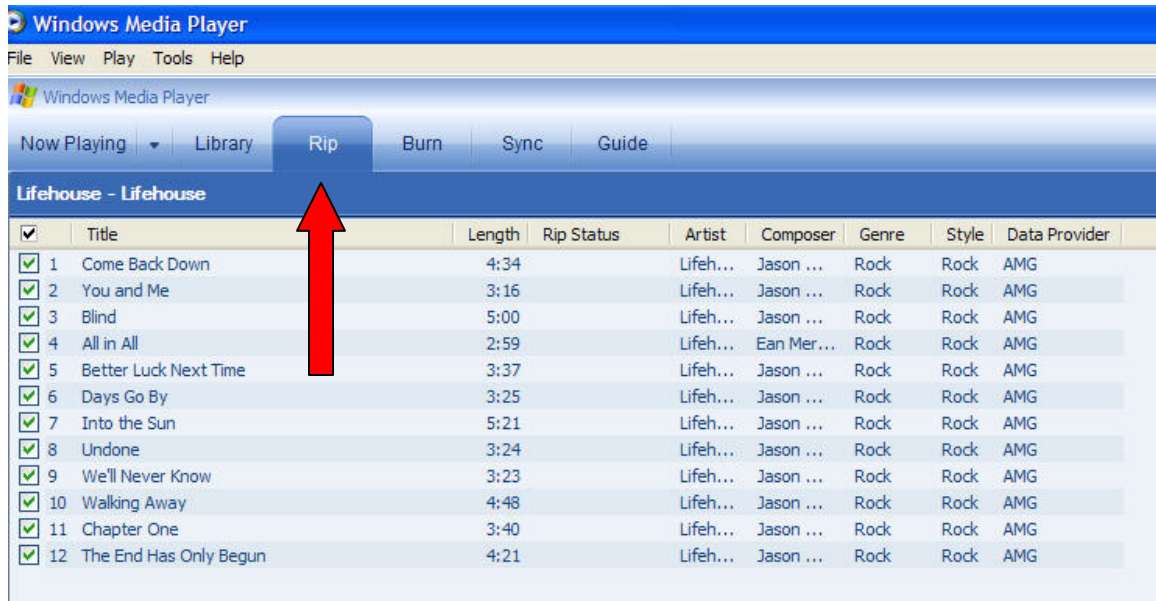 Windows Media Player
File View Play Tools Help
Windows Media Player
Now Playing Library Rip Burn Sync Guide
Lifehouse - Lifehouse
Title Length Rip Status Artist Composer Genre Style Data Provider
1 Come Back Down 4:34 Lifeh... Jason ... Rock Rock AMG
2 You and Me 3:16 Lifeh... Jason ... Rock Rock AMG
3 Blind 5:00 Lifeh... Jason ... Rock Rock AMG
4 All in All 2:59 Lifeh... Ean Mer... Rock Rock AMG
5 Better Luck Next Time 3:37 Lifeh... Jason ... Rock Rock AMG
6 Days Go By 3:25 Lifeh... Jason ... Rock Rock AMG
7 Into the Sun 5:21 Lifeh... Jason ... Rock Rock AMG
8 Undone 3:24 Lifeh... Jason ... Rock Rock AMG
9 We'll Never Know 3:23 Lifeh... Jason ... Rock Rock AMG
10 Walking Away 4:48 Lifeh... Jason ... Rock Rock AMG
11 Chapter One 3:40 Lifeh... Jason ... Rock Rock AMG
12 The End Has Only Begun 4:21 Lifeh... Jason ... Rock Rock AMG